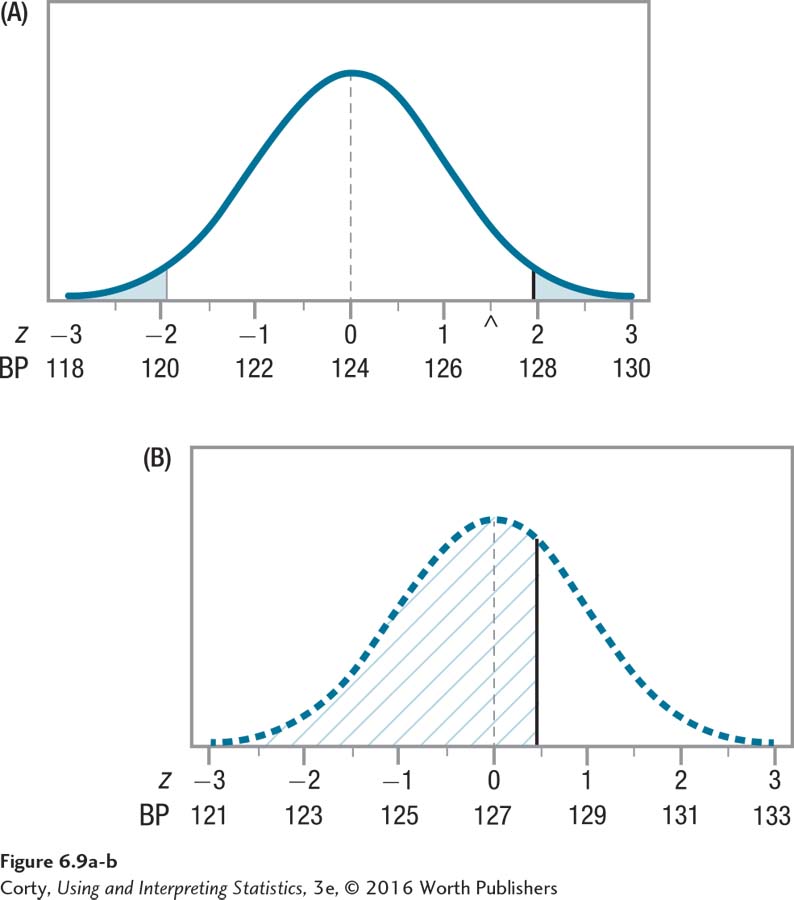 (A)
^
z −3 −2 −1 0 1 2 3
BP 118 120 122 124 126 128 130
(B)
z −3 −2 −1 0 1 2 3
BP 121 123 125 127 129 131 133
Figure 6.9a-b
Corty, Using and Interpreting Statistics, 3e, © 2016 Worth Publishers